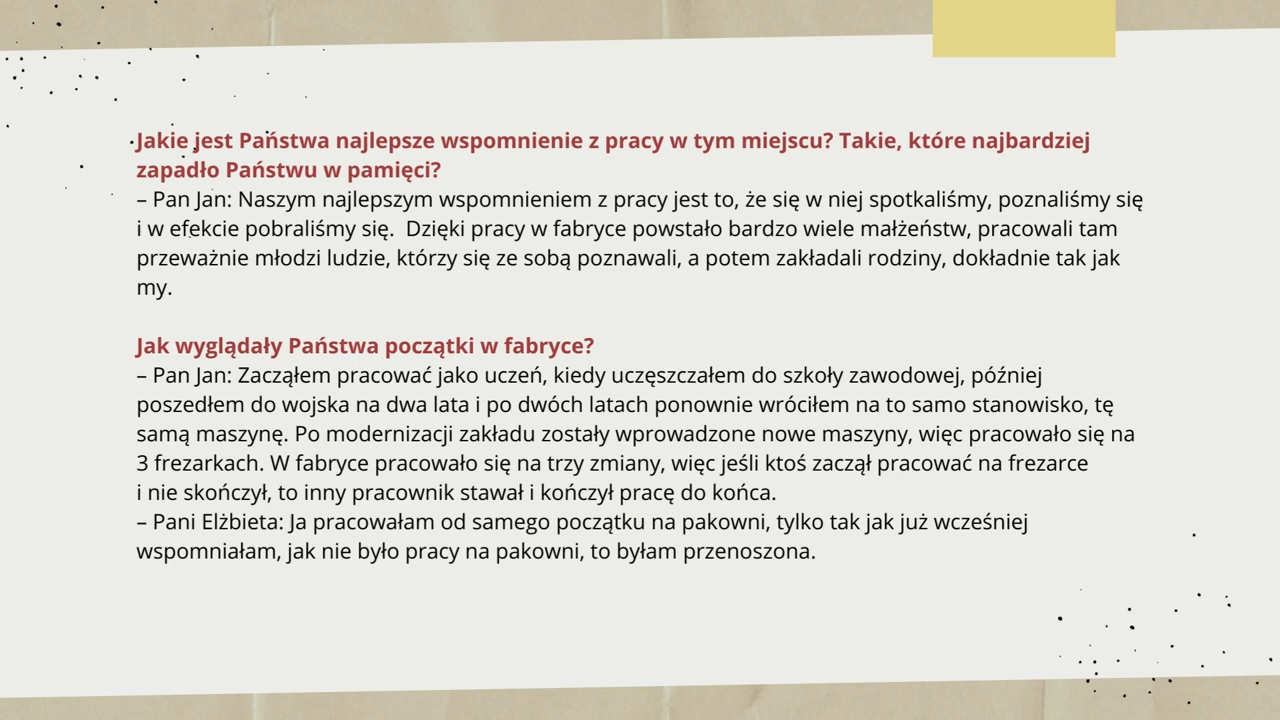 Jakie jest Państwa najlepsze wspomnienie z pracy w tym miejscu? Takie, które najbardziej
zapadło Państwu w pamięci?
– Pan Jan: Naszym najlepszym wspomnieniem z pracy jest to, że się w niej spotkaliśmy, poznaliśmy się
i w efekcie pobraliśmy się.  Dzięki pracy w fabryce powstało bardzo wiele małżeństw, pracowali tam
przeważnie młodzi ludzie, którzy się ze sobą poznawali, a potem zakładali rodziny, dokładnie tak jak
my.

Jak wyglądały Państwa początki w fabryce?
– Pan Jan: Zacząłem pracować jako uczeń, kiedy uczęszczałem do szkoły zawodowej, później
poszedłem do wojska na dwa lata i po dwóch latach ponownie wróciłem na to samo stanowisko, tę
samą maszynę. Po modernizacji zakładu zostały wprowadzone nowe maszyny, więc pracowało się na
3 frezarkach. W fabryce pracowało się na trzy zmiany, więc jeśli ktoś zaczął pracować na frezarce
i nie skończył, to inny pracownik stawał i kończył pracę do końca.
– Pani Elżbieta: Ja pracowałam od samego początku na pakowni, tylko tak jak już wcześniej
wspomniałam, jak nie było pracy na pakowni, to byłam przenoszona.